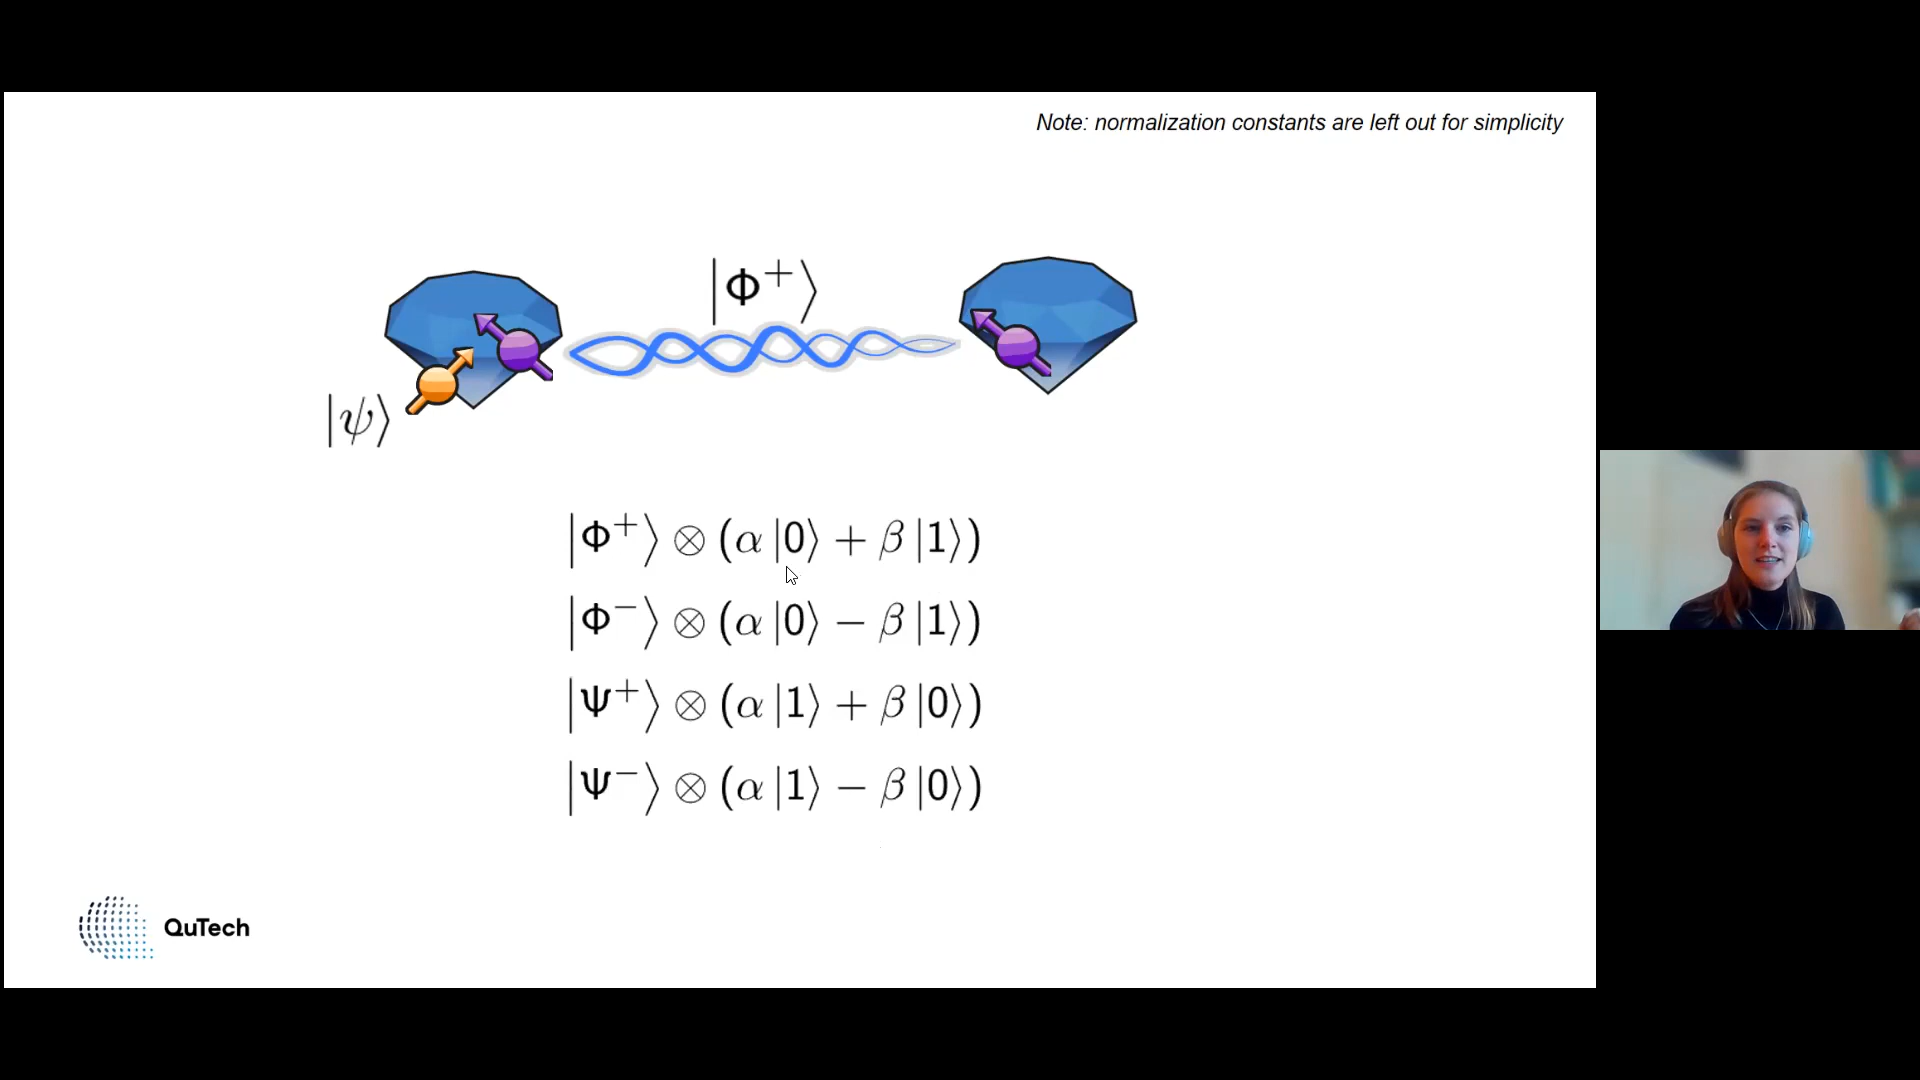 Note: normalization constants are left out for simplicity
|Φ⁺⟩
|ψ⟩
|Φ⁺⟩ ⊗ (α |0⟩ + β |1⟩)
|Φ⁻⟩ ⊗ (α |0⟩ − β |1⟩)
|Ψ⁺⟩ ⊗ (α |1⟩ + β |0⟩)
|Ψ⁻⟩ ⊗ (α |1⟩ − β |0⟩)
QuTech